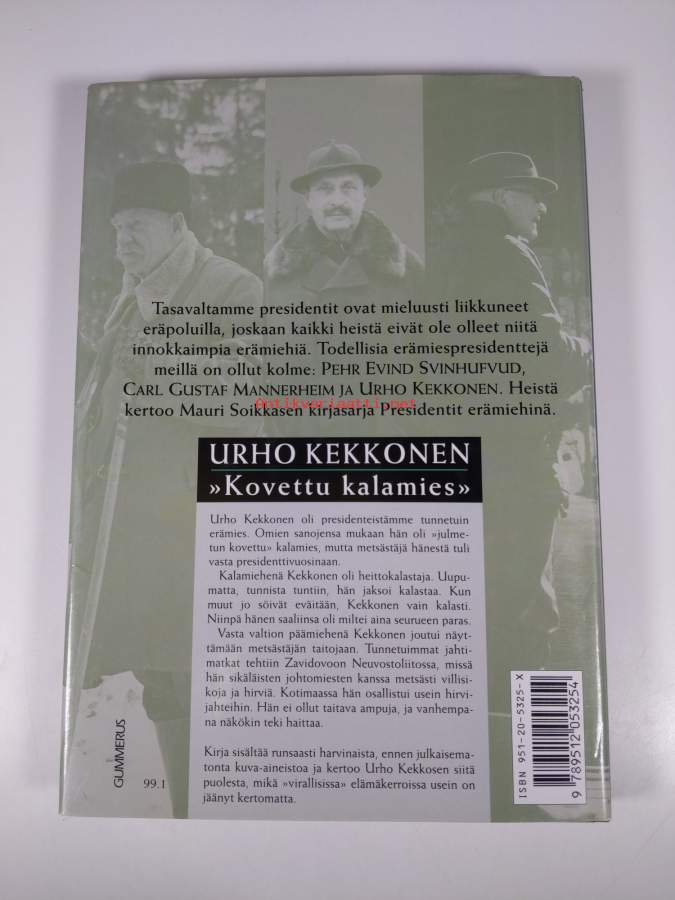 Tasavaltamme presidentit ovat mieluusti liikkuneet
eräpoluilla, joskaan kaikki heistä eivät ole olleet niitä
innokkaimpia erämiehiä. Todellisia erämiespresidenttejä
meillä on ollut kolme: PEHR EVIND SVINHUFVUD,
CARL GUSTAF MANNERHEIM JA URHO KEKKONEN. Heistä
kertoo Mauri Soikkasen kirjasarja Presidentit erämiehinä.
Antikvariaatti.net
URHO KEKKONEN
»Kovettu kalamies»
Urho Kekkonen oli presidenteistämme tunnetuin
erämies. Omien sanojensa mukaan hän oli »julme-
tun kovettu» kalamies, mutta metsästäjä hänestä tuli
vasta presidenttivuosinaan.
Kalamiehenä Kekkonen oli heittokalastaja. Uupu-
matta, tunnista tuntiin, hän jaksoi kalastaa. Kun
muut jo söivät eväitään, Kekkonen vain kalasti.
Niinpä hänen saaliinsa oli miltei aina seurueen paras.
Vasta valtion päämiehenä Kekkonen joutui näyt-
tämään metsästäjän taitojaan. Tunnetuimmat jahti-
matkat tehtiin Zavidovoon Neuvostoliitossa, missä
hän sikäläisten johtomiesten kanssa metsästi villisi-
koja ja hirviä. Kotimaassa hän osallistui usein hirvi-
jahteihin. Hän ei ollut taitava ampuja, ja vanhempa-
na näkökin teki haittaa.
Kirja sisältää runsaasti harvinaista, ennen julkaisema-
tonta kuva-aineistoa ja kertoo Urho Kekkosen siitä
puolesta, mikä »virallisissa» elämäkerroissa usein on
jäänyt kertomatta.
GUMMERUS
99.1
ISBN 951-20-5325-X
9 789512 053254